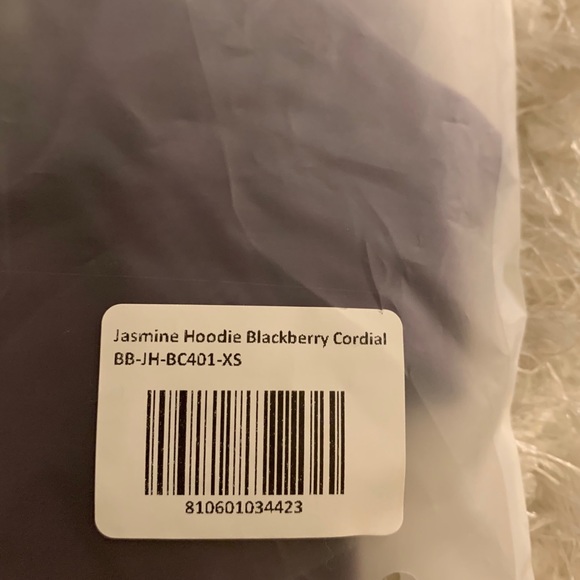 Jasmine Hoodie Blackberry Cordial
BB-JH-BC401-XS
810601034423